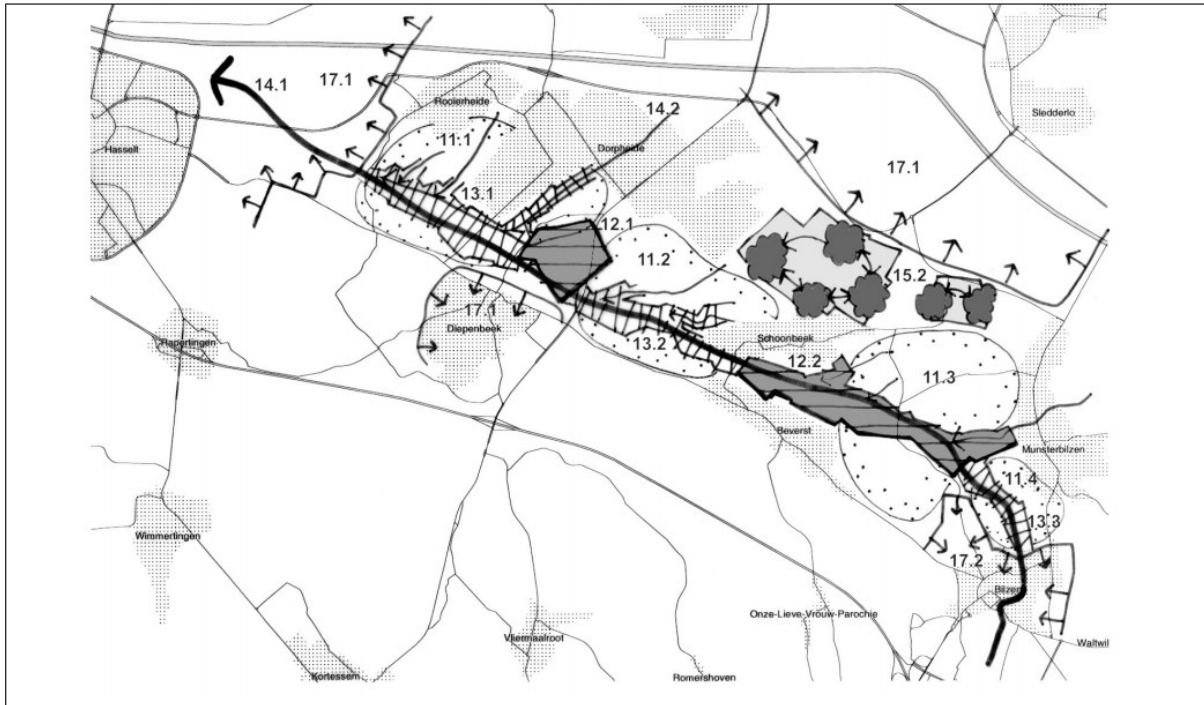 14.1
17.1
Rooierheide
14.2
Sledderlo
11.1
Hasselt
Dorpheide
17.1
13.1
12.1
11.2
15.2
17.1
Diepenbeek
Rapertingen
13.2
Schoonbeek
12.2
11.3
Beverst
Munsterbilzen
11.4
13.3
Wimmertingen
17.2
Bilzen
Onze-Lieve-Vrouw-Parochie
Vliermaalroot
Waltwil
Kortessem
Romershoven